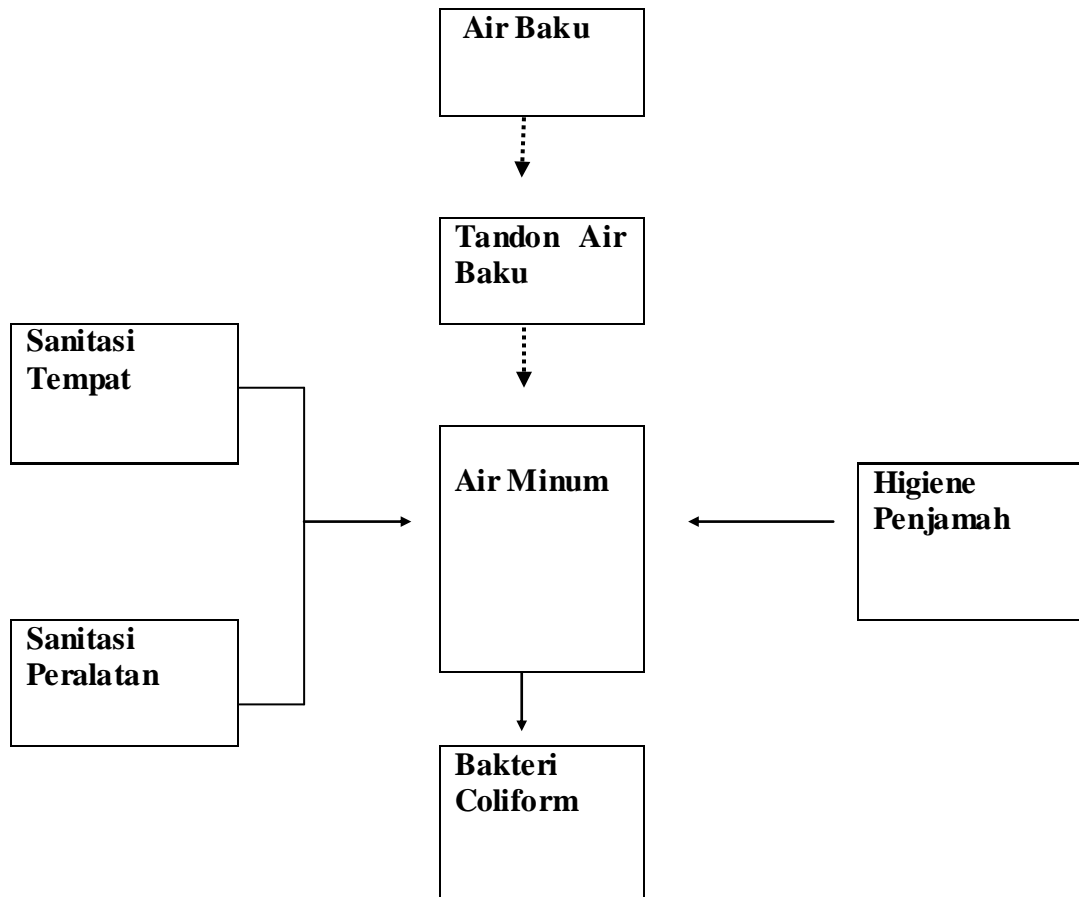 Air Baku
Tandon Air
Baku
Sanitasi
Tempat
Air Minum
Higiene
Penjamah
Sanitasi
Peralatan
Bakteri
Coliform